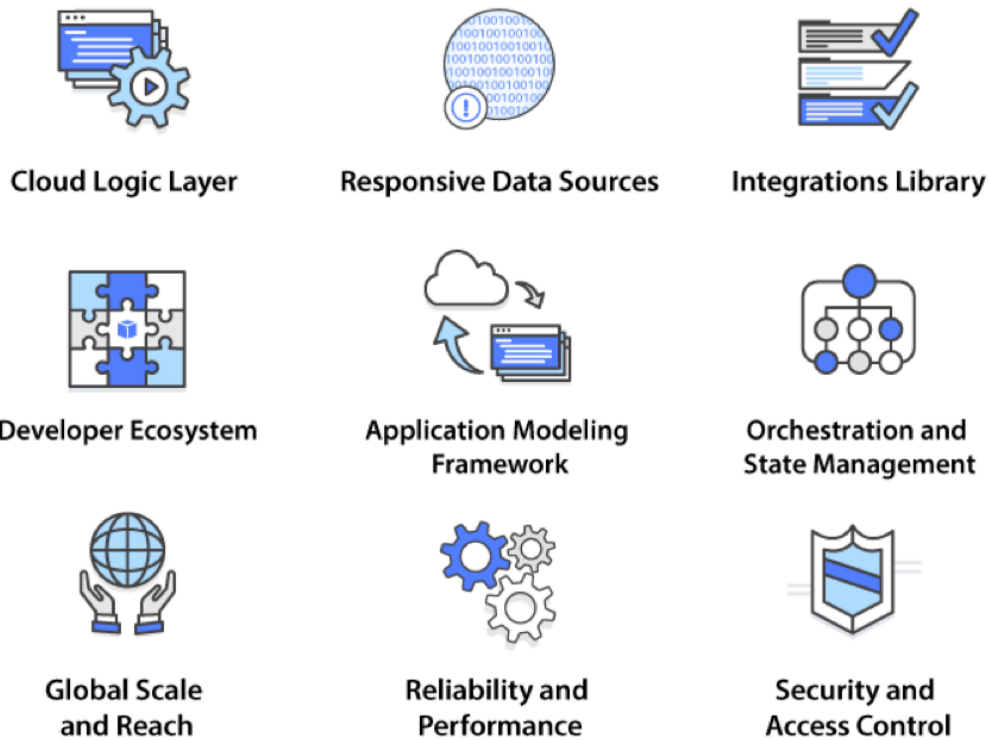 Cloud Logic Layer
Responsive Data Sources
Integrations Library
Developer Ecosystem
Application Modeling
Framework
Orchestration and
State Management
Global Scale
and Reach
Reliability and
Performance
Security and
Access Control